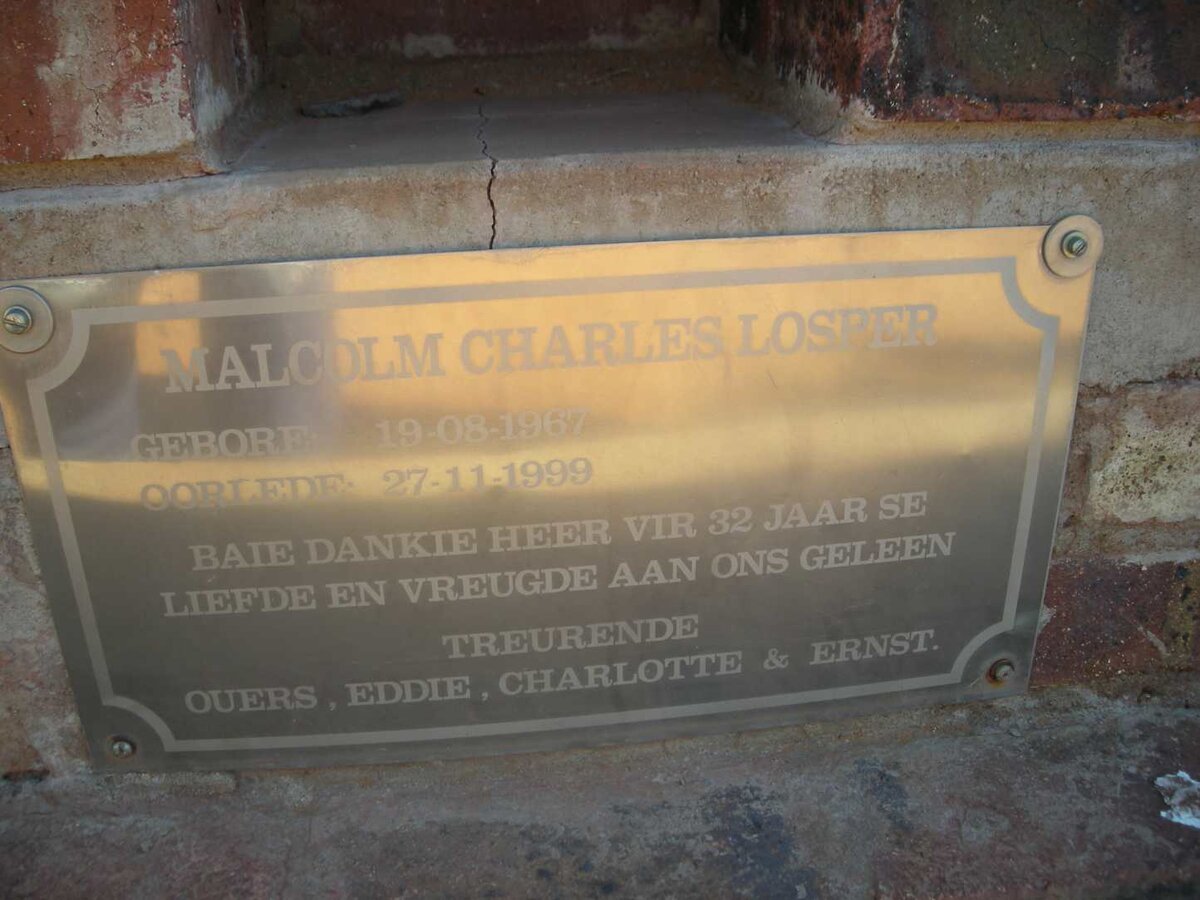 MALCOLM CHARLES LOSPER
GEBORE: 19-08-1967
OORLEDE: 27-11-1999
BAIE DANKIE HEER VIR 32 JAAR SE
LIEFDE EN VREUGDE AAN ONS GELEEN
TREURENDE
OUERS, EDDIE, CHARLOTTE & ERNST.